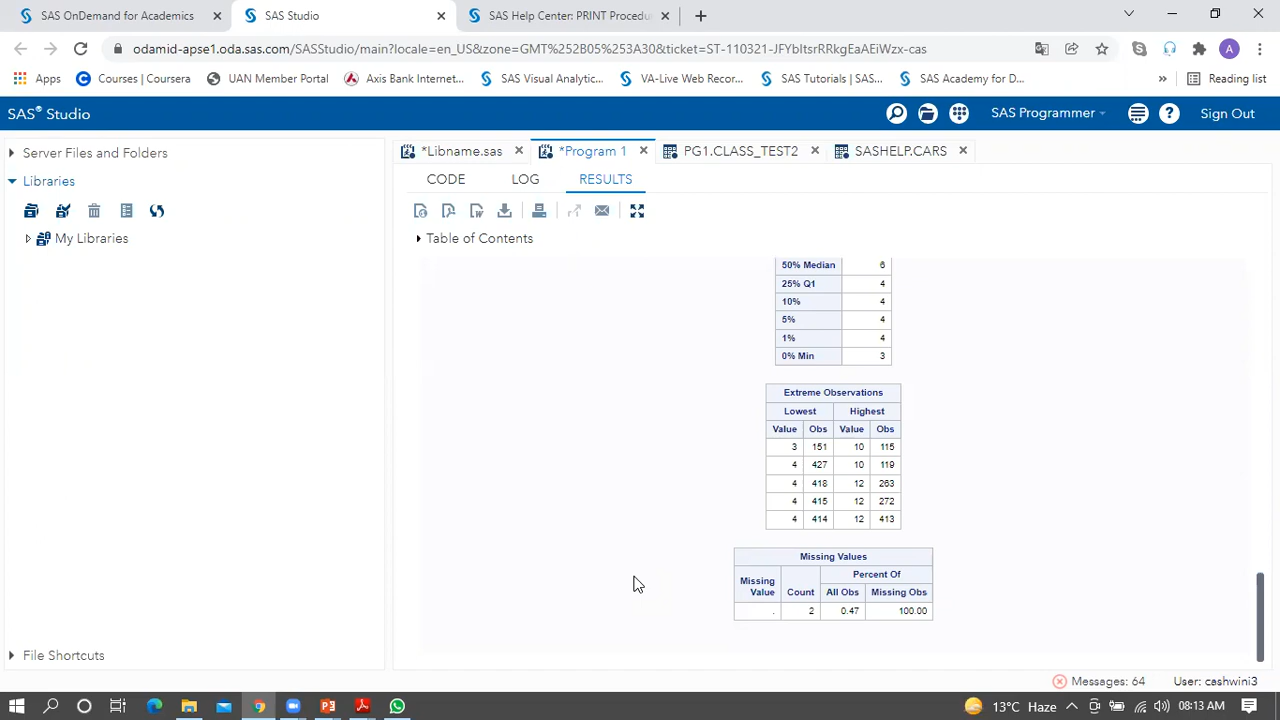 SAS OnDemand for Academics
SAS Studio
SAS Help Center: PRINT Procedu
odamid-apse1.oda.sas.com/SASStudio/main?locale=en_US&zone=GMT%252B05%253A30&ticket=ST-110321-JFYbItsrRRkgEaAEiWzx-cas
A
Apps
Courses | Coursera
UAN Member Portal
Axis Bank Internet...
SAS Visual Analytic...
VA-Live Web Recor...
SAS Tutorials | SAS...
SAS Academy for D...
»
Reading list
SAS® Studio
SAS Programmer
Sign Out
Server Files and Folders
Libraries
My Libraries
File Shortcuts
*Libname.sas
*Program 1
PG1.CLASS_TEST2
SASHELP.CARS
CODE LOG RESULTS
Table of Contents
50% Median 6
25% Q1 4
10% 4
5% 4
1% 4
0% Min 3
Extreme Observations
Lowest Highest
Value Obs Value Obs
3 151 10 115
4 427 10 119
4 418 12 263
4 415 12 272
4 414 12 413
Missing Values
Percent Of
Missing Value Count All Obs Missing Obs
. 2 0.47 100.00
Messages: 64 User: cashwini3
13°C Haze 08:13 AM